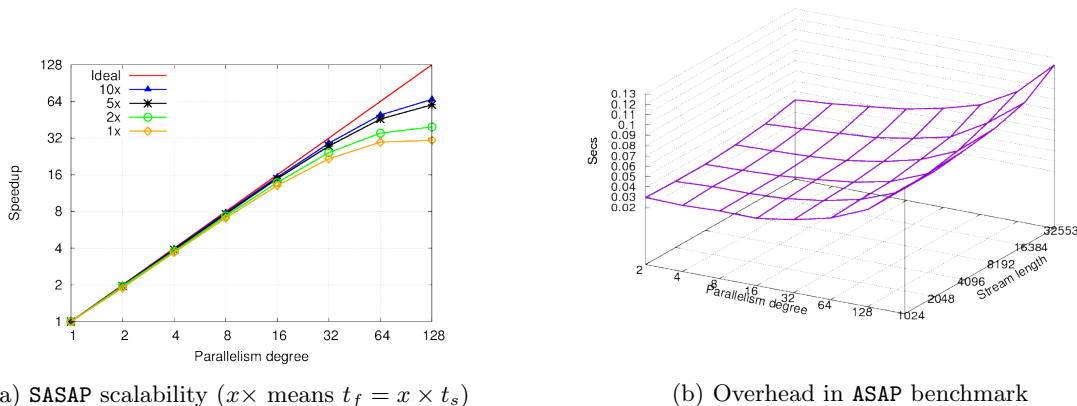 128
64
32
16
8
4
2
1
Speedup
Ideal
10x
5x
2x
1x
1 2 4 8 16 32 64 128
Parallelism degree
0.13
0.12
0.11
0.1
0.09
0.08
0.07
0.06
0.05
0.04
0.03
0.02
Secs
2 4 8 16 32 64 128
Parallelism degree
1024 2048 4096 8192 16384 32553
Stream length
a) SASAP scalability (x× means t_f = x × t_s)
(b) Overhead in ASAP benchmark